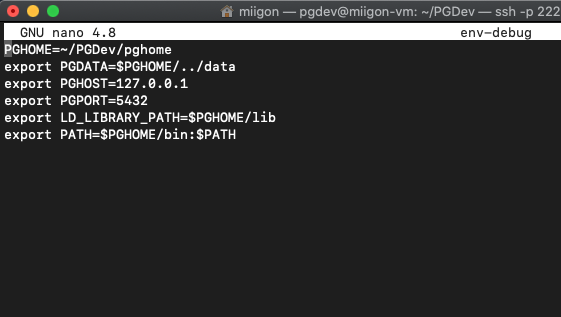 miigon — pgdev@miigon-vm: ~/PGDev — ssh -p 222
GNU nano 4.8 env-debug
PGHOME=~/PGDev/pghome
export PGDATA=$PGHOME/../data
export PGHOST=127.0.0.1
export PGPORT=5432
export LD_LIBRARY_PATH=$PGHOME/lib
export PATH=$PGHOME/bin:$PATH